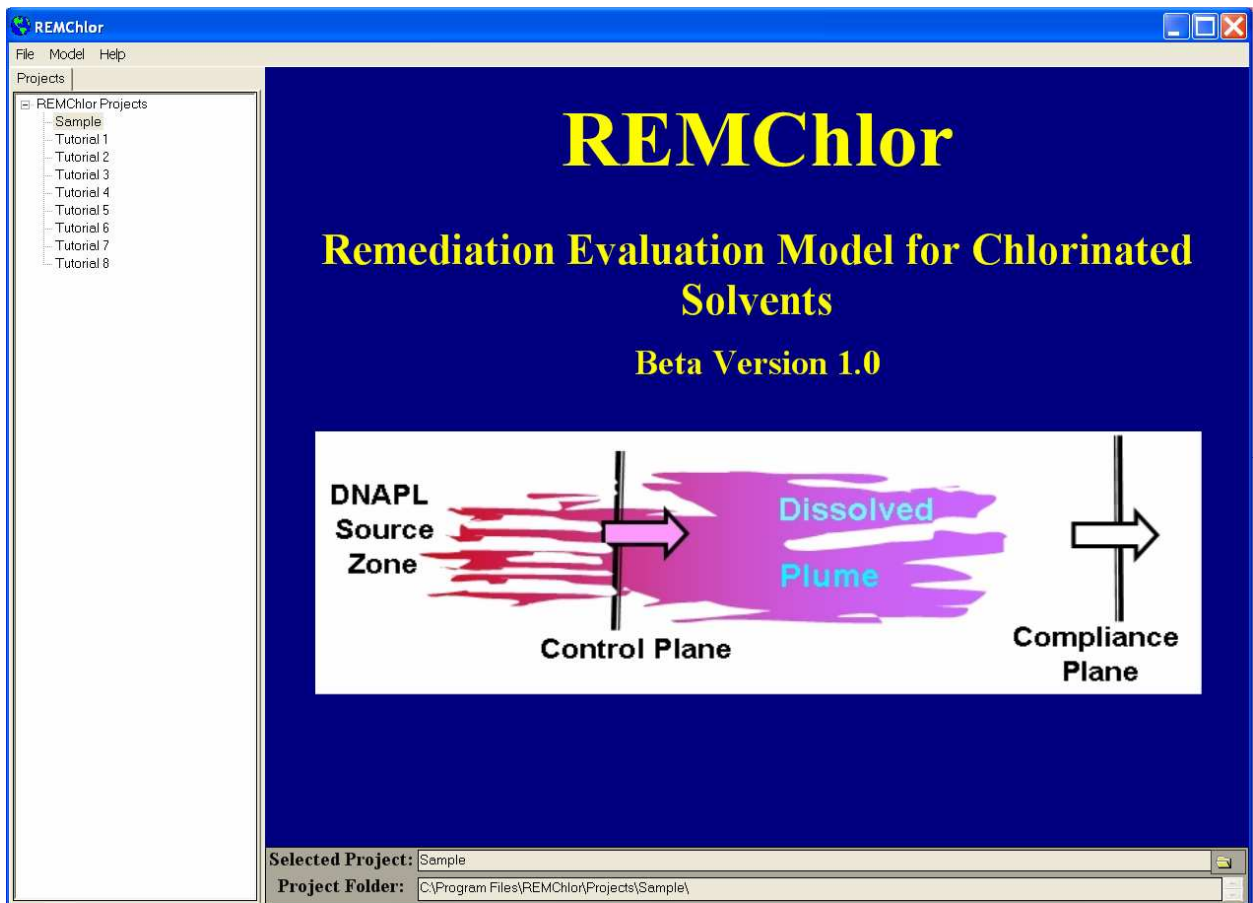 REMChlor
File Model Help
Projects
REMChlor Projects
Sample
Tutorial 1
Tutorial 2
Tutorial 3
Tutorial 4
Tutorial 5
Tutorial 6
Tutorial 7
Tutorial 8
REMChlor
Remediation Evaluation Model for Chlorinated
Solvents
Beta Version 1.0
DNAPL
Source
Zone
Dissolved
Plume
Control Plane
Compliance
Plane
Selected Project: Sample
Project Folder: C:\Program Files\REMChlor\Projects\Sample\